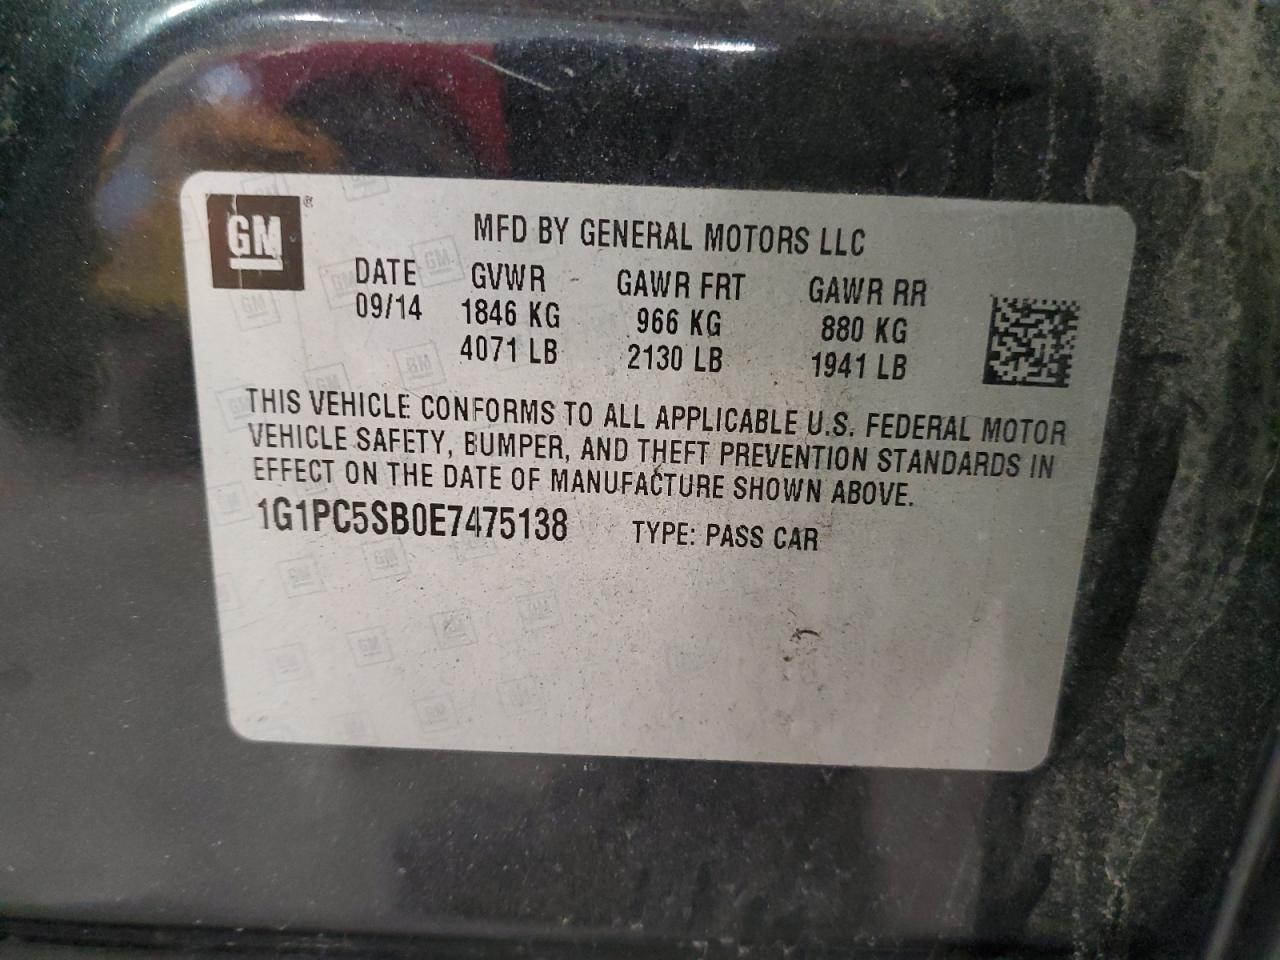 GM ®
MFD BY GENERAL MOTORS LLC
DATE GVWR GAWR FRT GAWR RR
09/14 1846 KG 966 KG 880 KG
4071 LB 2130 LB 1941 LB
THIS VEHICLE CONFORMS TO ALL APPLICABLE U.S. FEDERAL MOTOR
VEHICLE SAFETY, BUMPER, AND THEFT PREVENTION STANDARDS IN
EFFECT ON THE DATE OF MANUFACTURE SHOWN ABOVE.
1G1PC5SB0E7475138 TYPE: PASS CAR